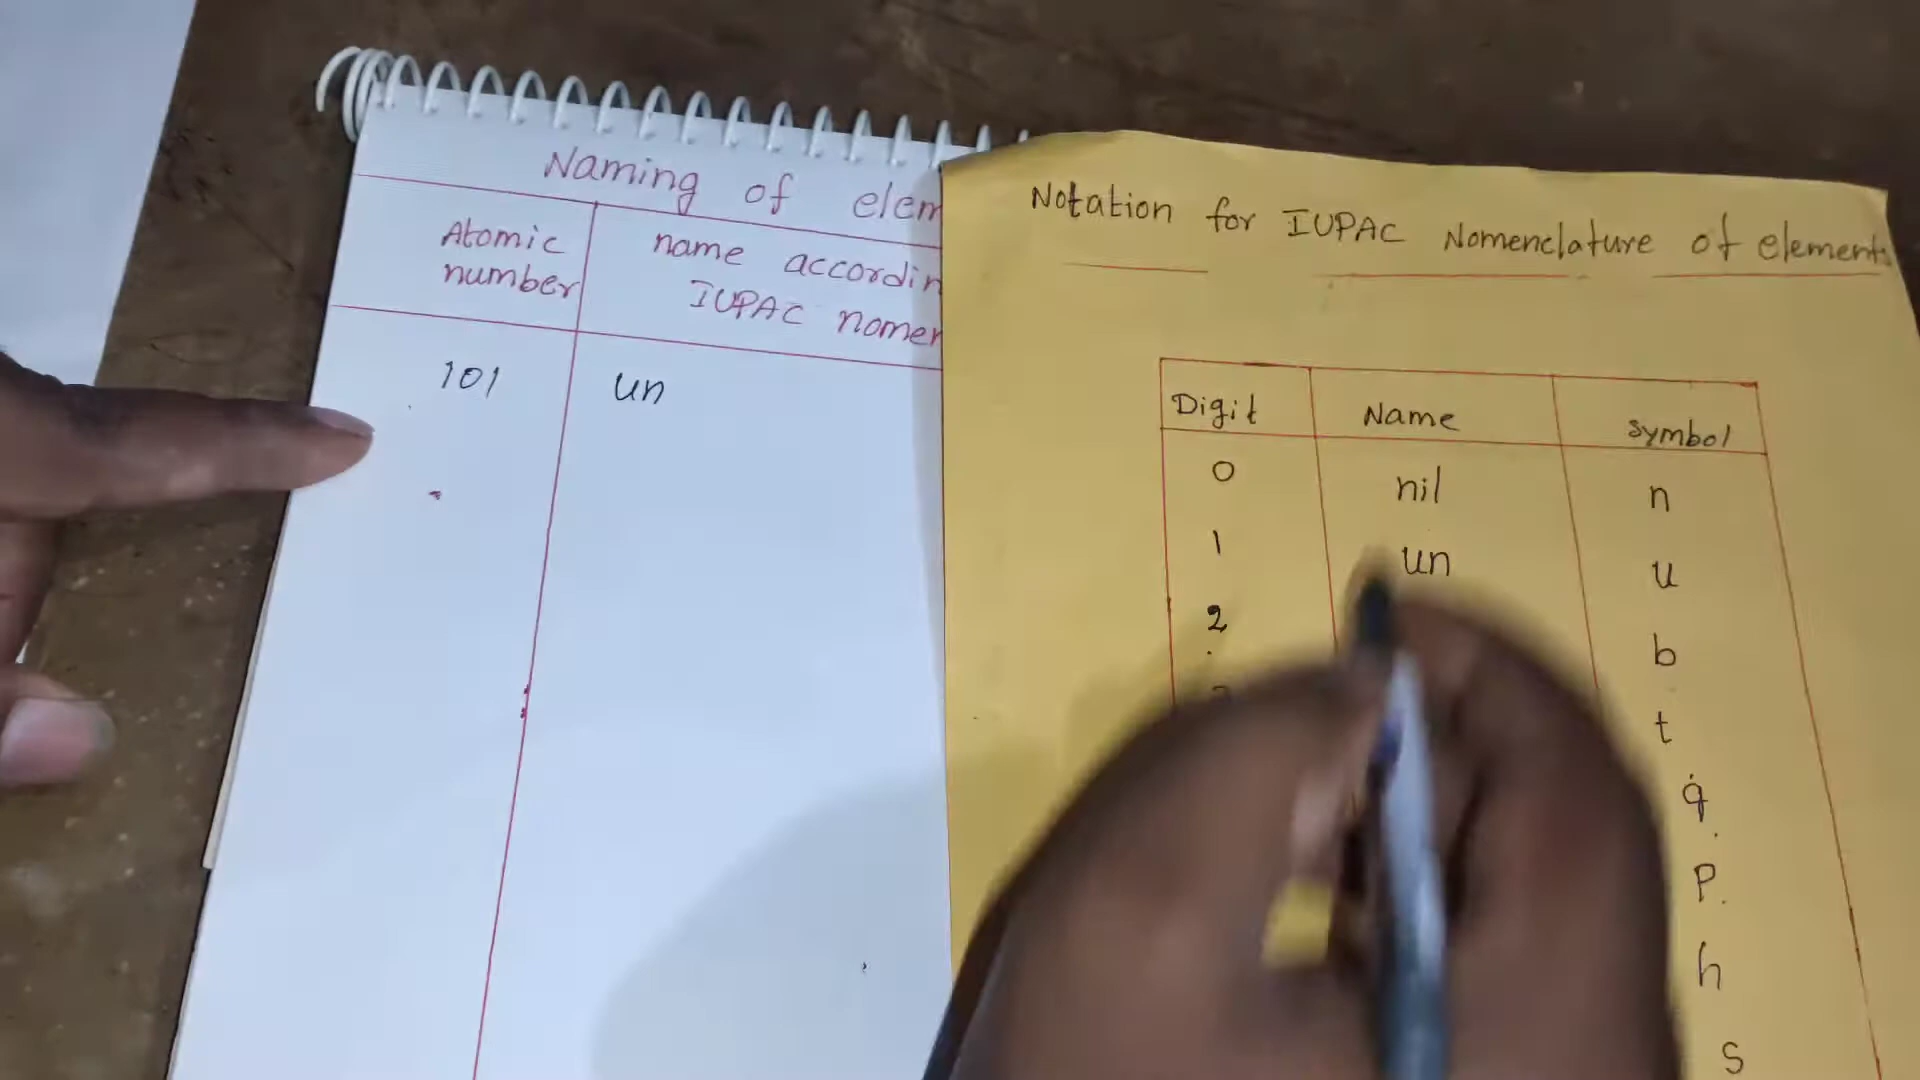 Naming of elem
Atomic
number
name accordin
IUPAC nomen
101 un
Notation for IUPAC Nomenclature of elements
Digit Name Symbol
0 nil n
1 un u
2 b
t
q
P
h
s